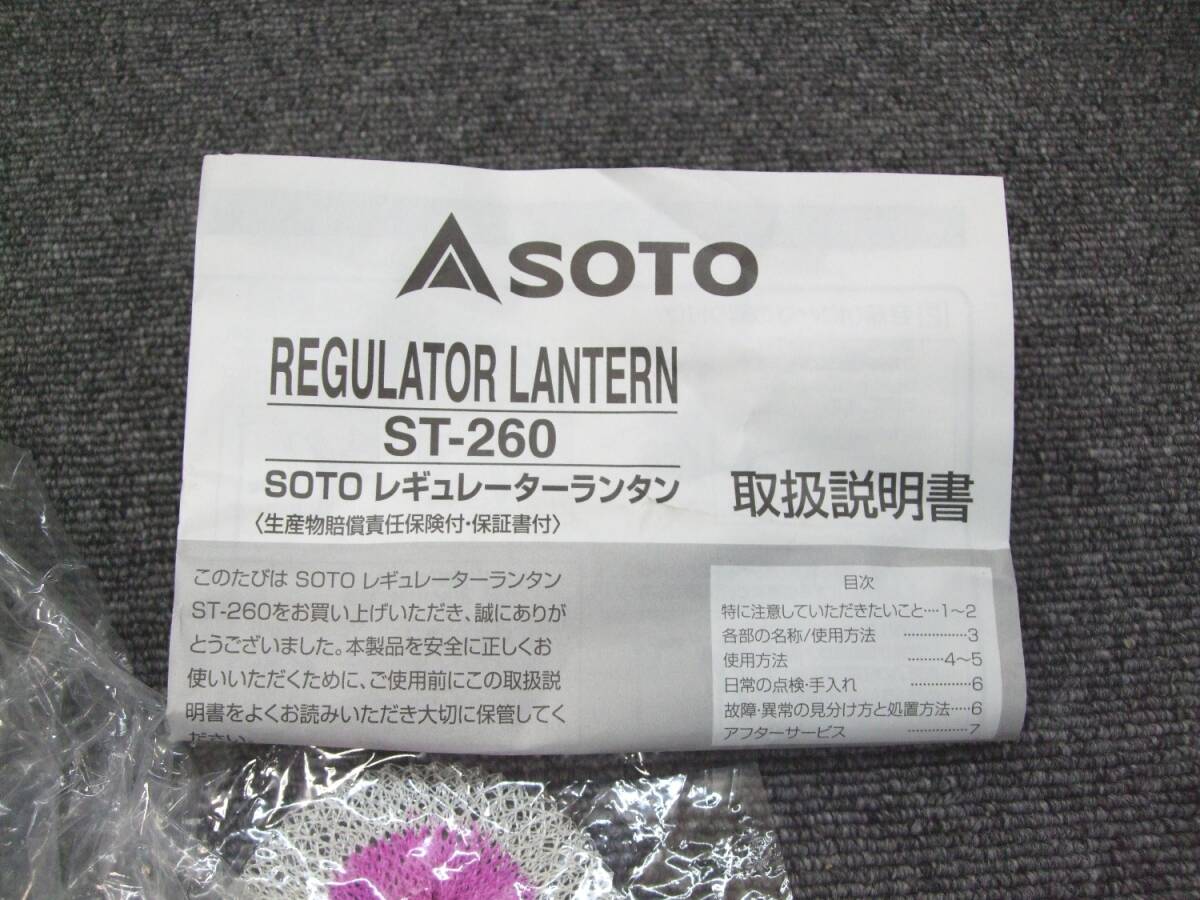 SOTO
REGULATOR LANTERN
ST-260
SOTO レギュレーターランタン
取扱説明書
〈生産物賠償責任保険付・保証書付〉
このたびは SOTO レギュレーターランタン
ST-260をお買い上げいただき、誠にありが
とうございました。本製品を安全に正しくお
使いいただくために、ご使用前にこの取扱説
明書をよくお読みいただき大切に保管してく
ださい。
目次
特に注意していただきたいこと‥‥1〜2
各部の名称/使用方法 ················3
使用方法 ·········4〜5
日常の点検・手入れ ···············6
故障・異常の見分け方と処置方法·····6
アフターサービス ···············7